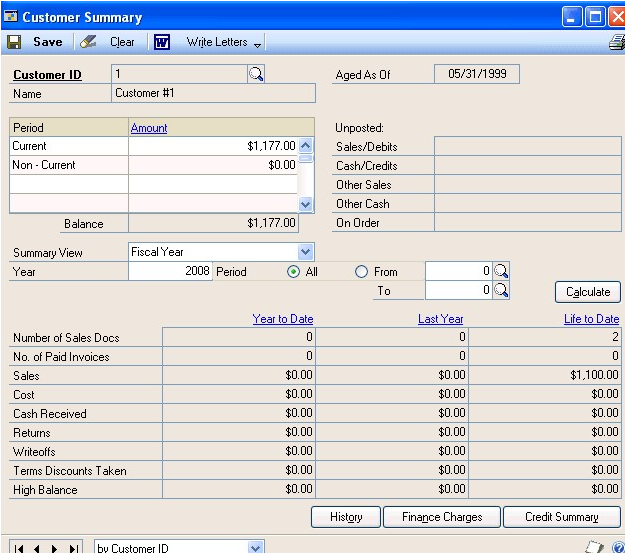 Customer Summary
Save Clear Write Letters
Customer ID 1 Aged As Of 05/31/1999
Name Customer #1
Period Amount Unposted:
Current $1,177.00 Sales/Debits
Non - Current $0.00 Cash/Credits
Other Sales
Other Cash
Balance $1,177.00 On Order
Summary View Fiscal Year
Year 2008 Period All From 0
To 0
Calculate
Year to Date Last Year Life to Date
Number of Sales Docs 0 0 2
No. of Paid Invoices 0 0 0
Sales $0.00 $0.00 $1,100.00
Cost $0.00 $0.00 $0.00
Cash Received $0.00 $0.00 $0.00
Returns $0.00 $0.00 $0.00
Writeoffs $0.00 $0.00 $0.00
Terms Discounts Taken $0.00 $0.00 $0.00
High Balance $0.00 $0.00 $0.00
History Finance Charges Credit Summary
by Customer ID